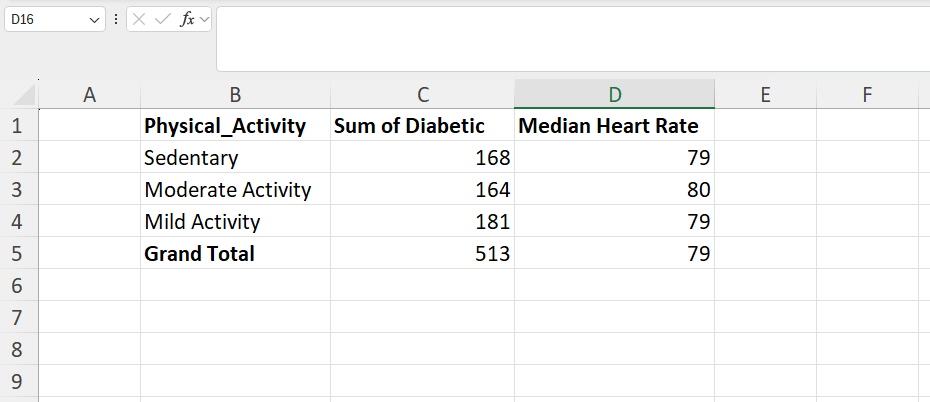 D16 fx
A B C D E F
1 Physical_Activity Sum of Diabetic Median Heart Rate
2 Sedentary 168 79
3 Moderate Activity 164 80
4 Mild Activity 181 79
5 Grand Total 513 79
6
7
8
9